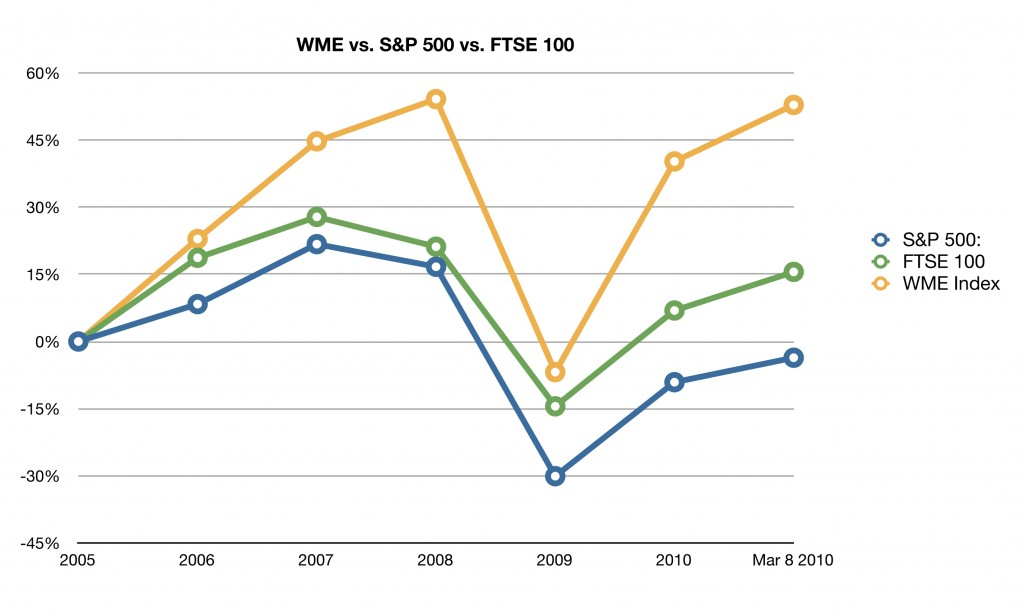 WME vs. S&P 500 vs. FTSE 100
60%
45%
30%
15%
0%
-15%
-30%
-45%
2005 2006 2007 2008 2009 2010 Mar 8 2010
S&P 500:
FTSE 100
WME Index